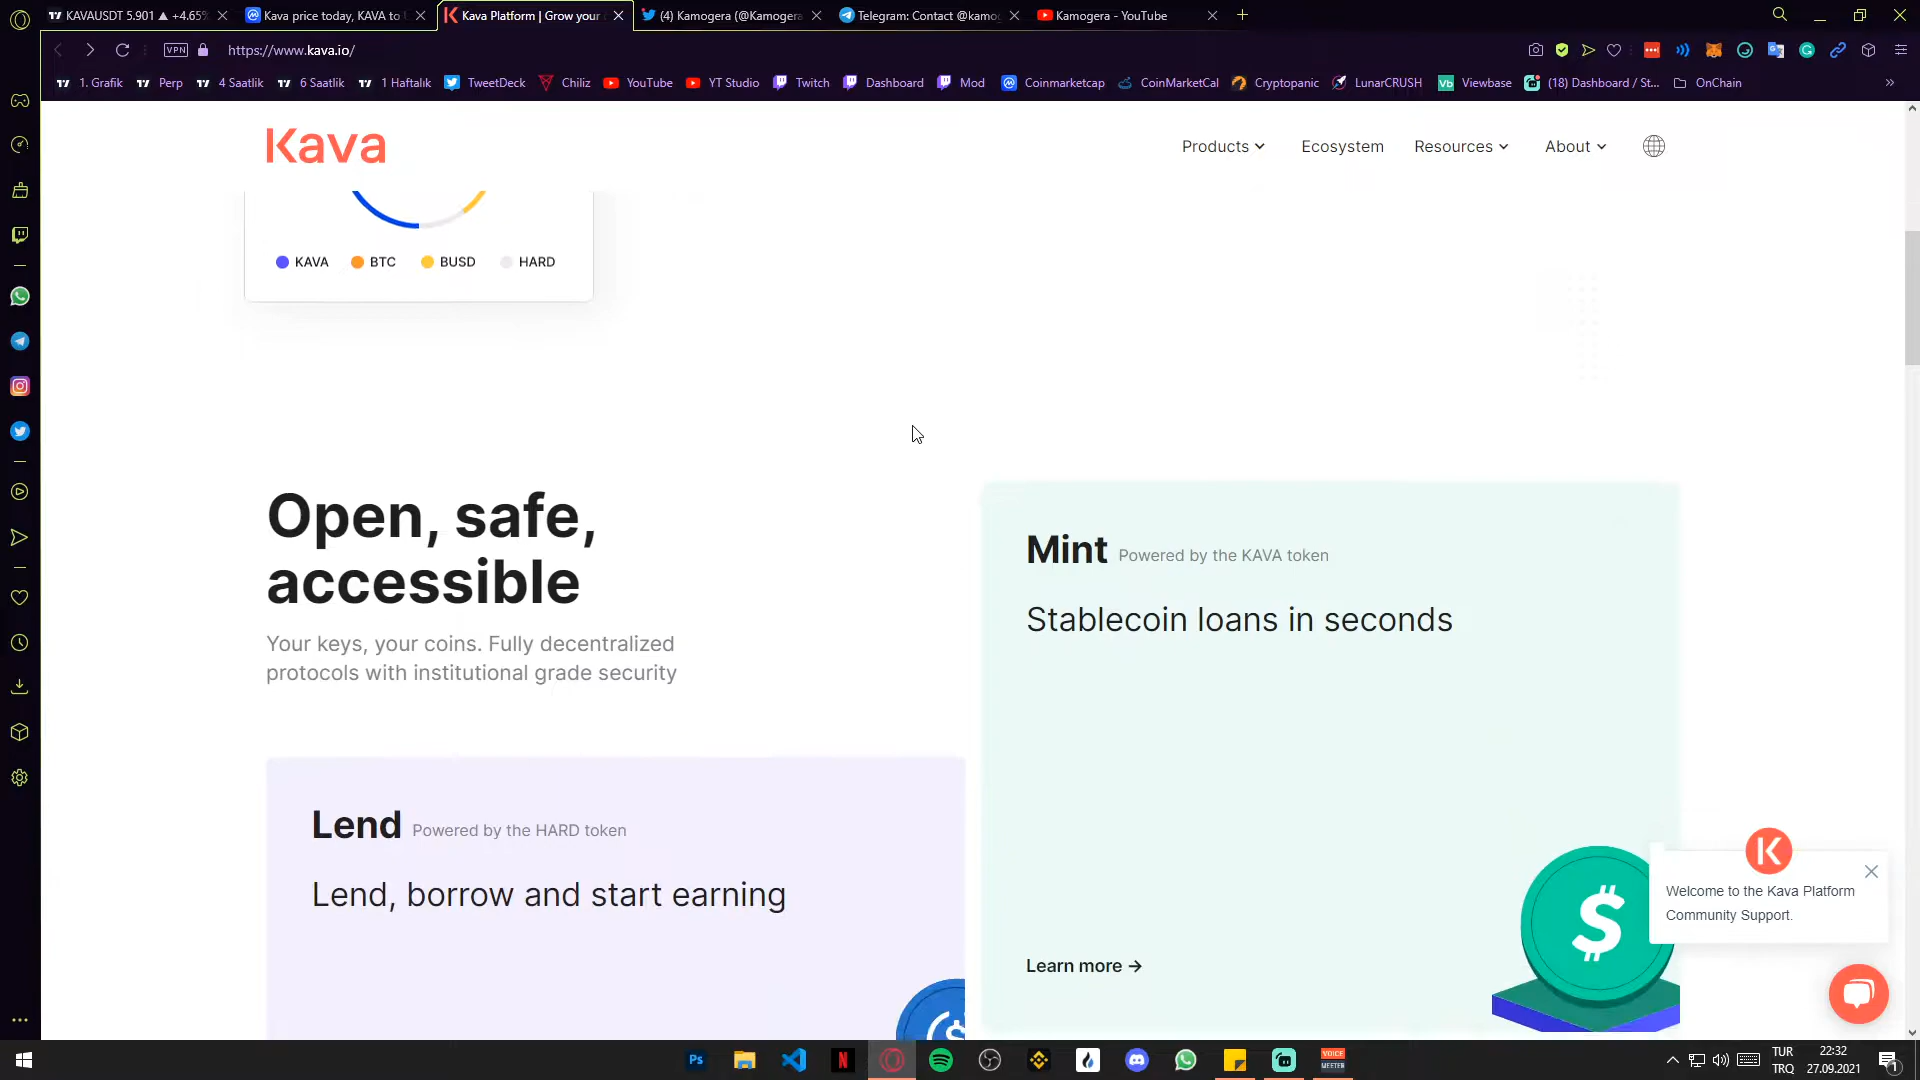 KAVAUSDT 5.901 ▲ +4.65%
Kava price today, KAVA to
Kava Platform | Grow your
(4) Kamogera (@Kamogera
Telegram: Contact @kamog
Kamogera - YouTube
VPN
https://www.kava.io/
1. Grafik
Perp
4 Saatlik
6 Saatlik
1 Haftalık
TweetDeck
Chiliz
YouTube
YT Studio
Twitch
Dashboard
Mod
Coinmarketcap
CoinMarketCal
Cryptopanic
LunarCRUSH
Viewbase
(18) Dashboard / St...
OnChain
Kava
Products
Ecosystem
Resources
About
KAVA
BTC
BUSD
HARD
Open, safe,
accessible
Your keys, your coins. Fully decentralized
protocols with institutional grade security
Mint Powered by the KAVA token
Stablecoin loans in seconds
Learn more →
Lend Powered by the HARD token
Lend, borrow and start earning
Welcome to the Kava Platform
Community Support.
TUR
TRQ
22:32
27.09.2021